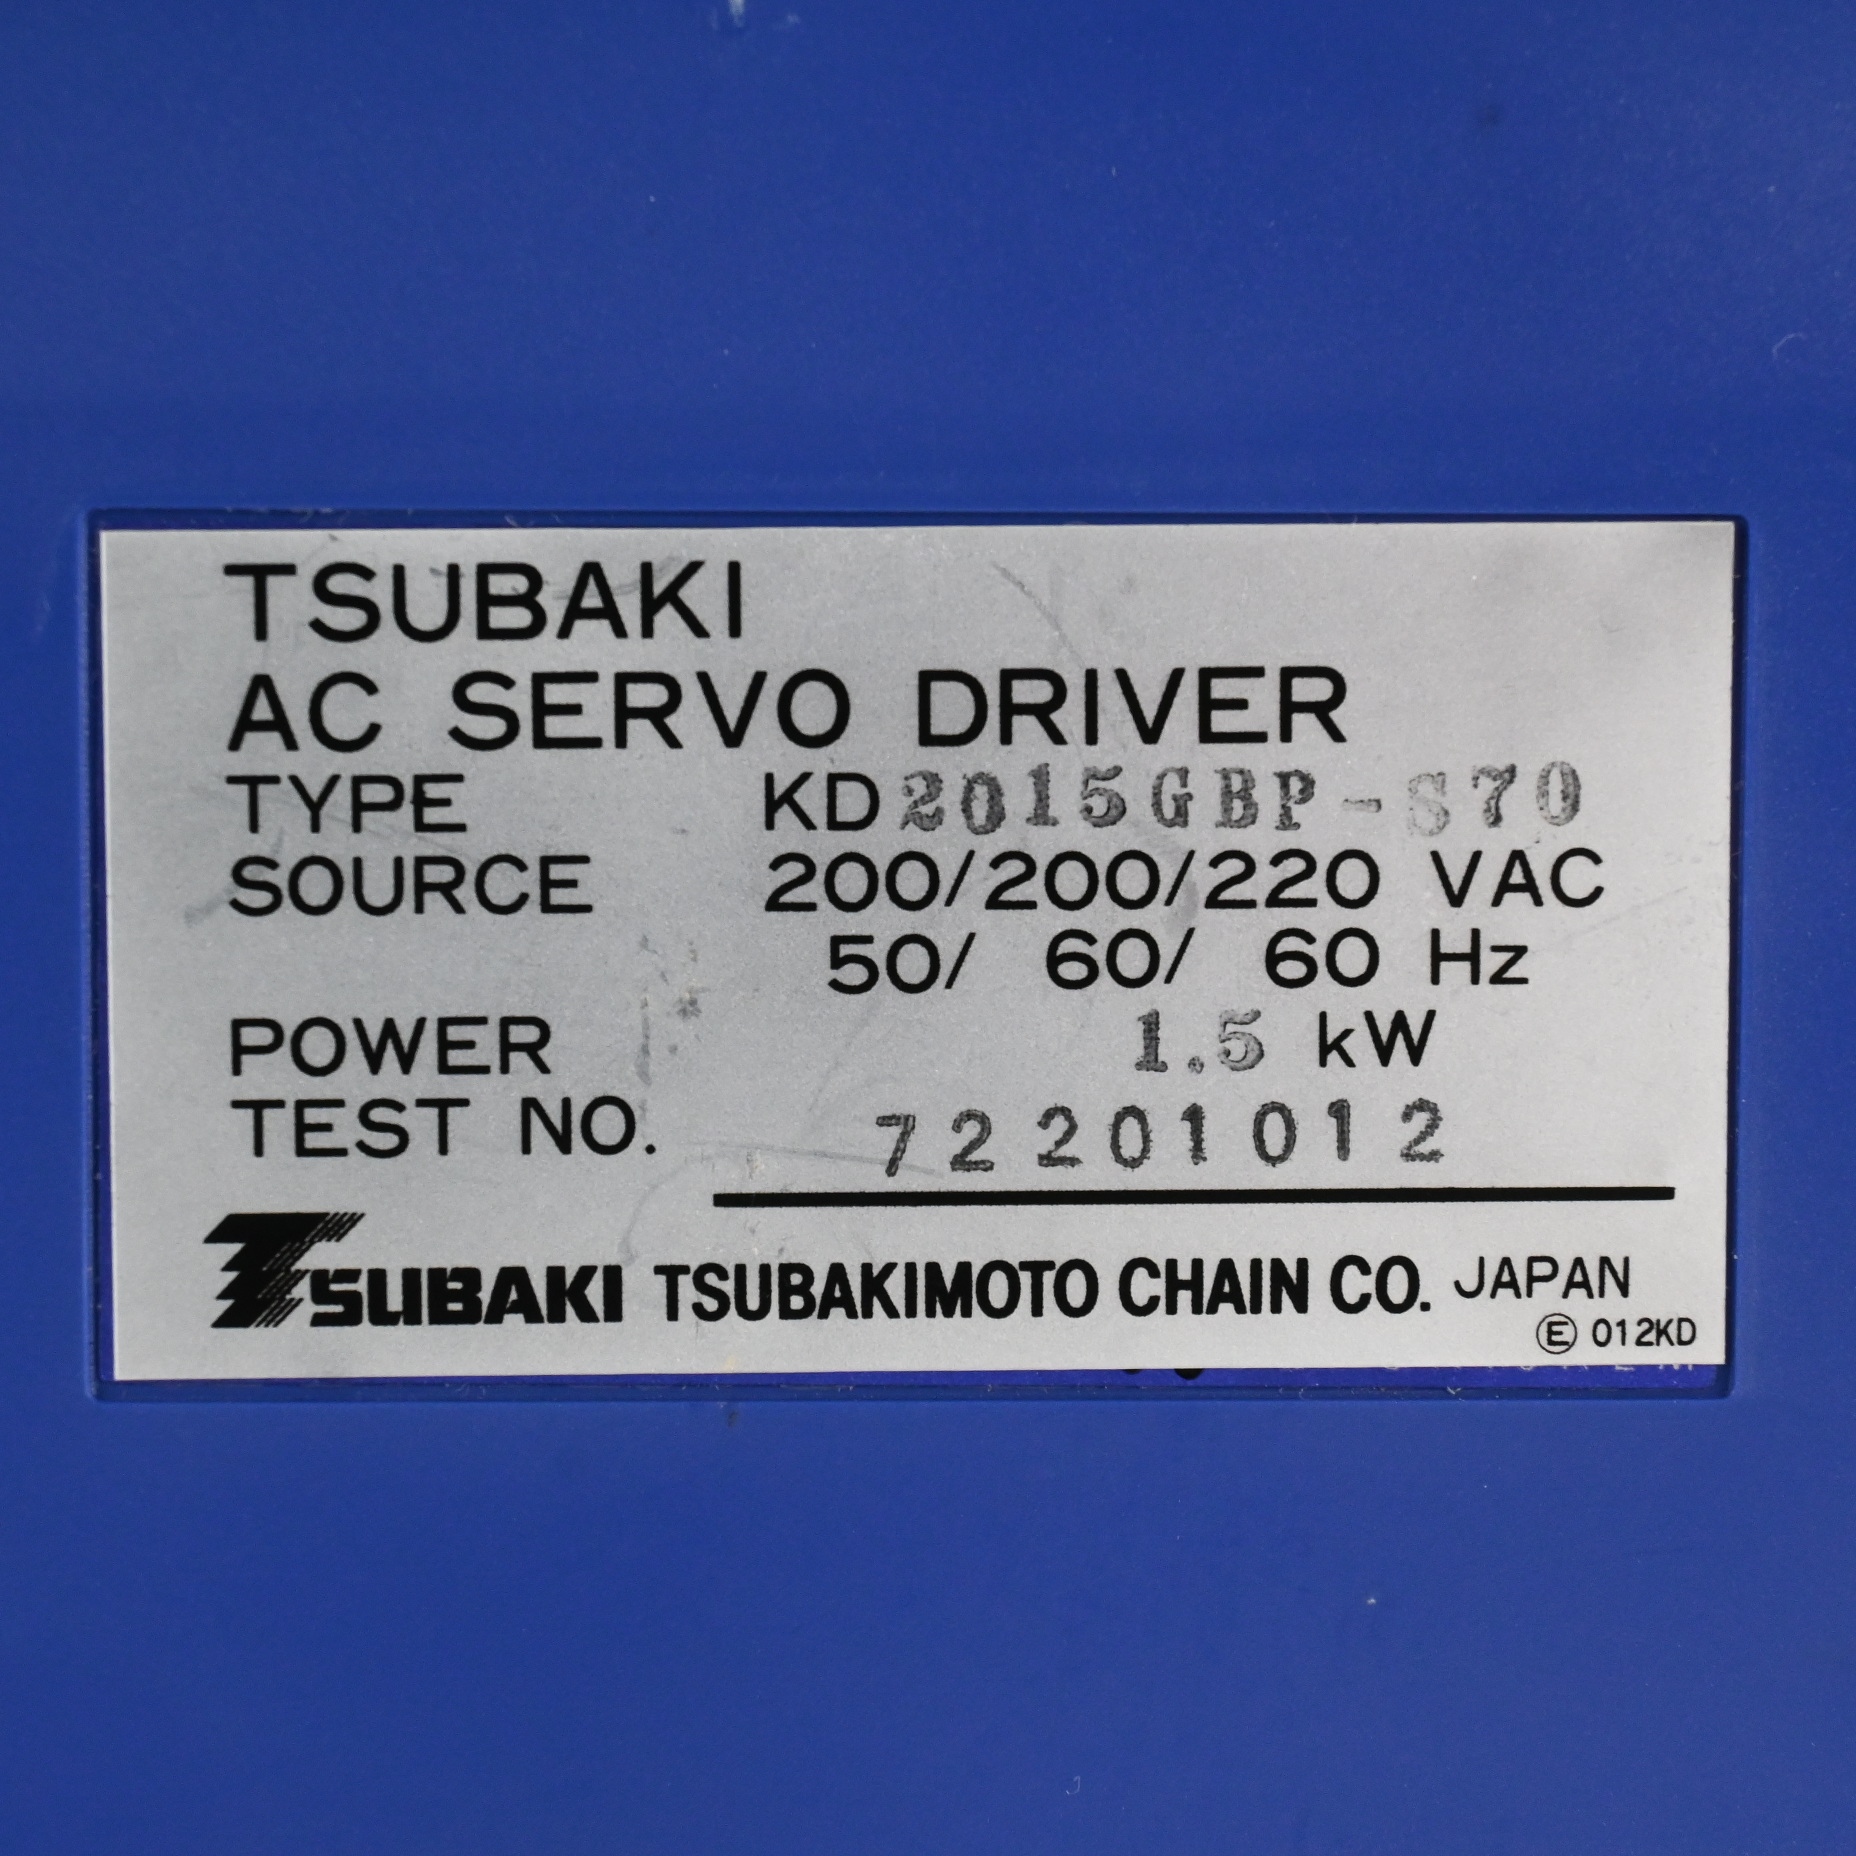 TSUBAKI
AC SERVO DRIVER
TYPE KD2015GBP-S70
SOURCE 200/200/220 VAC
50/ 60/ 60 Hz
POWER 1.5 kW
TEST NO. 72201012
TSUBAKI TSUBAKIMOTO CHAIN CO. JAPAN
Ⓔ 012KD